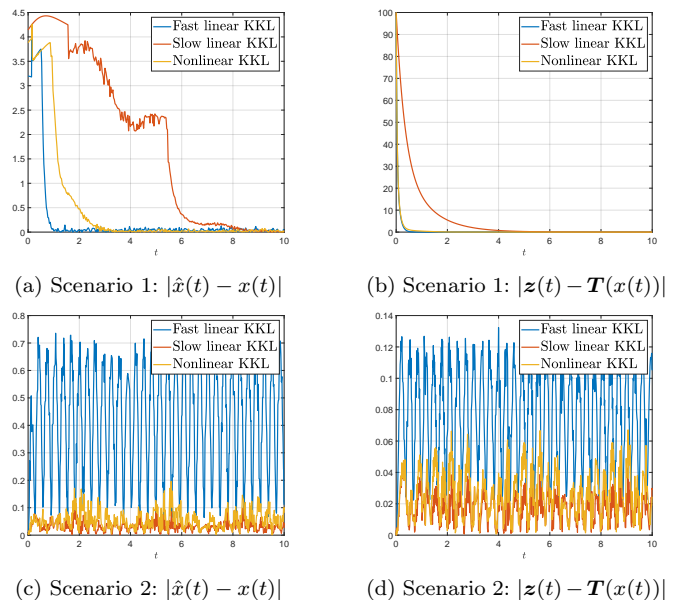 4.5
4
3.5
3
2.5
2
1.5
1
0.5
0
0 2 4 6 8 10
t
Fast linear KKL
Slow linear KKL
Nonlinear KKL
100
90
80
70
60
50
40
30
20
10
0
0 2 4 6 8 10
t
Fast linear KKL
Slow linear KKL
Nonlinear KKL
(a) Scenario 1: |x̂(t) − x(t)|
(b) Scenario 1: |z(t) − T(x(t))|
0.8
0.7
0.6
0.5
0.4
0.3
0.2
0.1
0
0 2 4 6 8 10
t
Fast linear KKL
Slow linear KKL
Nonlinear KKL
0.14
0.12
0.1
0.08
0.06
0.04
0.02
0
0 2 4 6 8 10
t
Fast linear KKL
Slow linear KKL
Nonlinear KKL
(c) Scenario 2: |x̂(t) − x(t)|
(d) Scenario 2: |z(t) − T(x(t))|